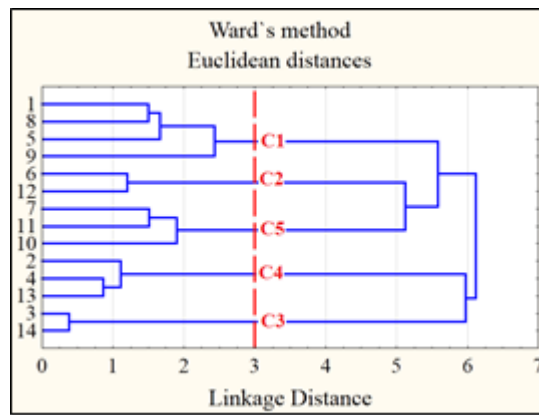 Ward`s method
Euclidean distances
1
8
5
9
C1
6
C2
12
7
11
C5
10
2
C4
4
13
3
C3
14
0 1 2 3 4 5 6 7
Linkage Distance